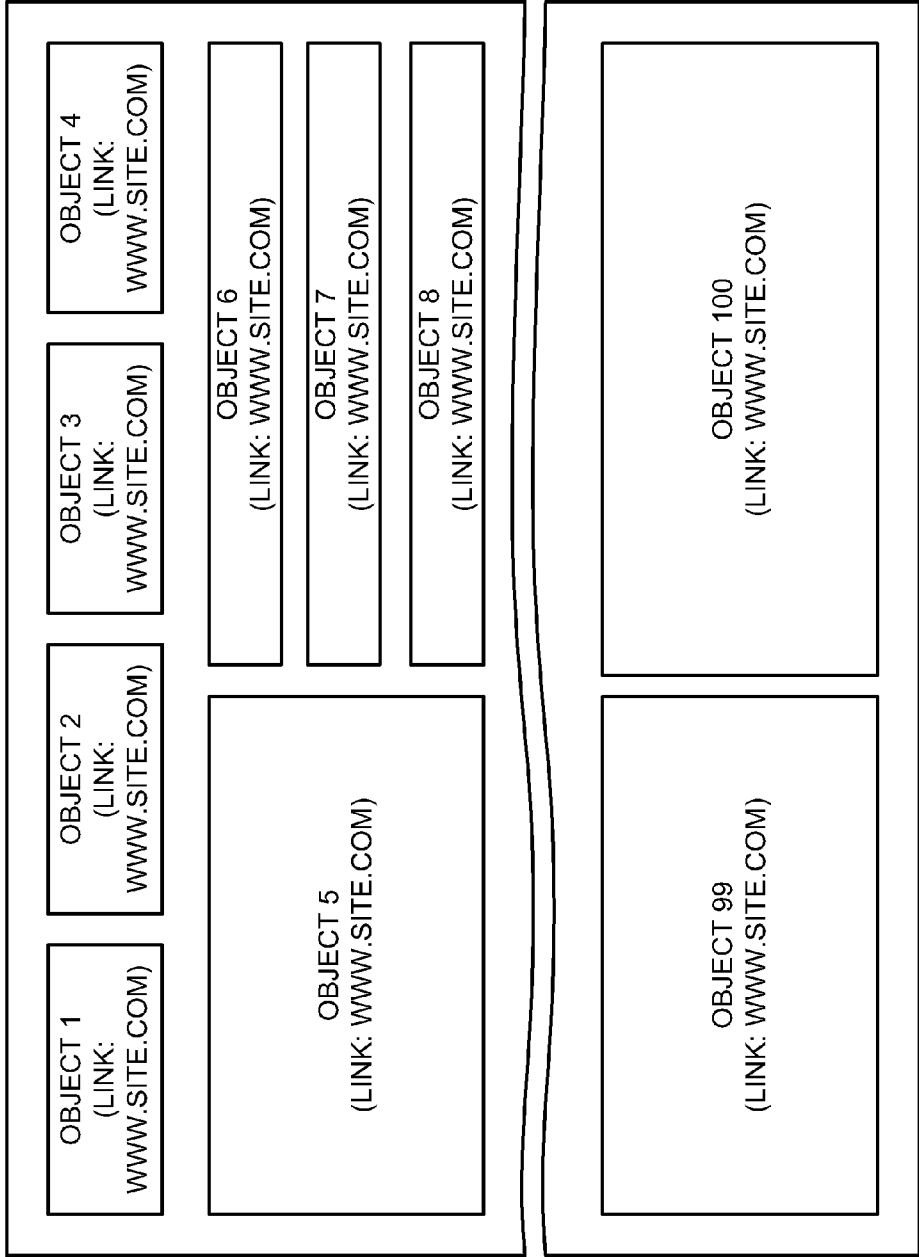 OBJECT 1
(LINK:
WWW.SITE.COM)
OBJECT 2
(LINK:
WWW.SITE.COM)
OBJECT 3
(LINK:
WWW.SITE.COM)
OBJECT 4
(LINK:
WWW.SITE.COM)
OBJECT 5
(LINK: WWW.SITE.COM)
OBJECT 6
(LINK: WWW.SITE.COM)
OBJECT 7
(LINK: WWW.SITE.COM)
OBJECT 8
(LINK: WWW.SITE.COM)
OBJECT 99
(LINK: WWW.SITE.COM)
OBJECT 100
(LINK: WWW.SITE.COM)